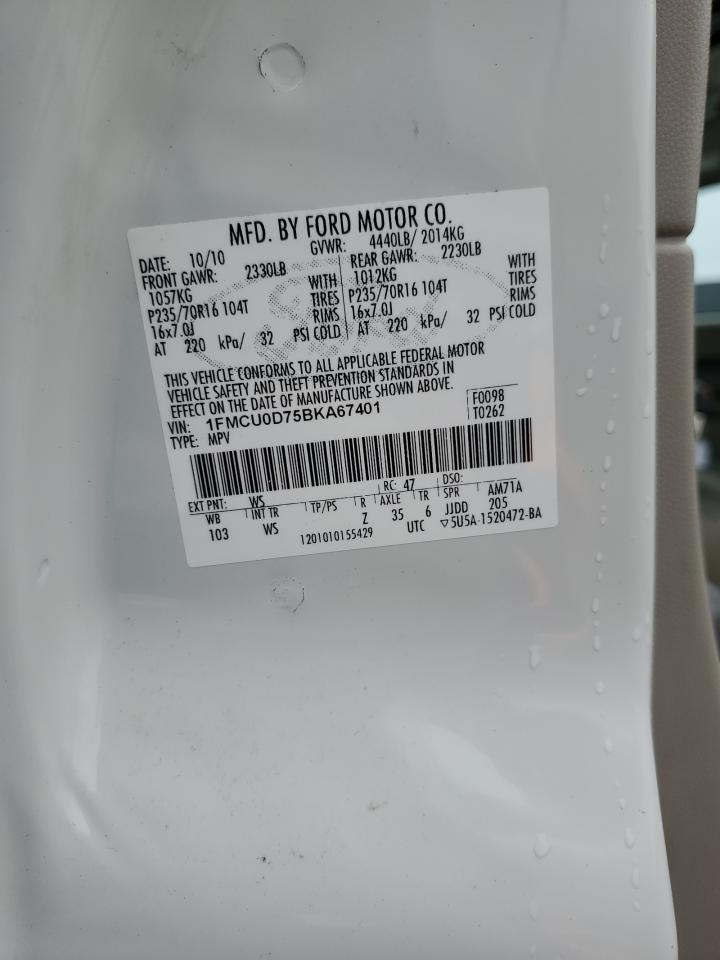 MFD. BY FORD MOTOR CO.
DATE: 10/10 GVWR: 4440LB/ 2014KG
FRONT GAWR: 2330LB REAR GAWR: 2230LB
1057KG WITH 1012KG WITH
P235/70R16 104T TIRES P235/70R16 104T TIRES
16x7.0J RIMS 16x7.0J RIMS
AT 220 kPa/ 32 PSI COLD AT 220 kPa/ 32 PSI COLD
THIS VEHICLE CONFORMS TO ALL APPLICABLE FEDERAL MOTOR
VEHICLE SAFETY AND THEFT PREVENTION STANDARDS IN
EFFECT ON THE DATE OF MANUFACTURE SHOWN ABOVE.
VIN: 1FMCU0D75BKA67401 F0098
TYPE: MPV T0262
EXT PNT: WS RC: 47 DSO:
WB INT TR TP/PS R AXLE TR SPR AM71A
103 WS Z 35 6 JJDD 205
1201010155429 UTC ▽5U5A-1520472-BA